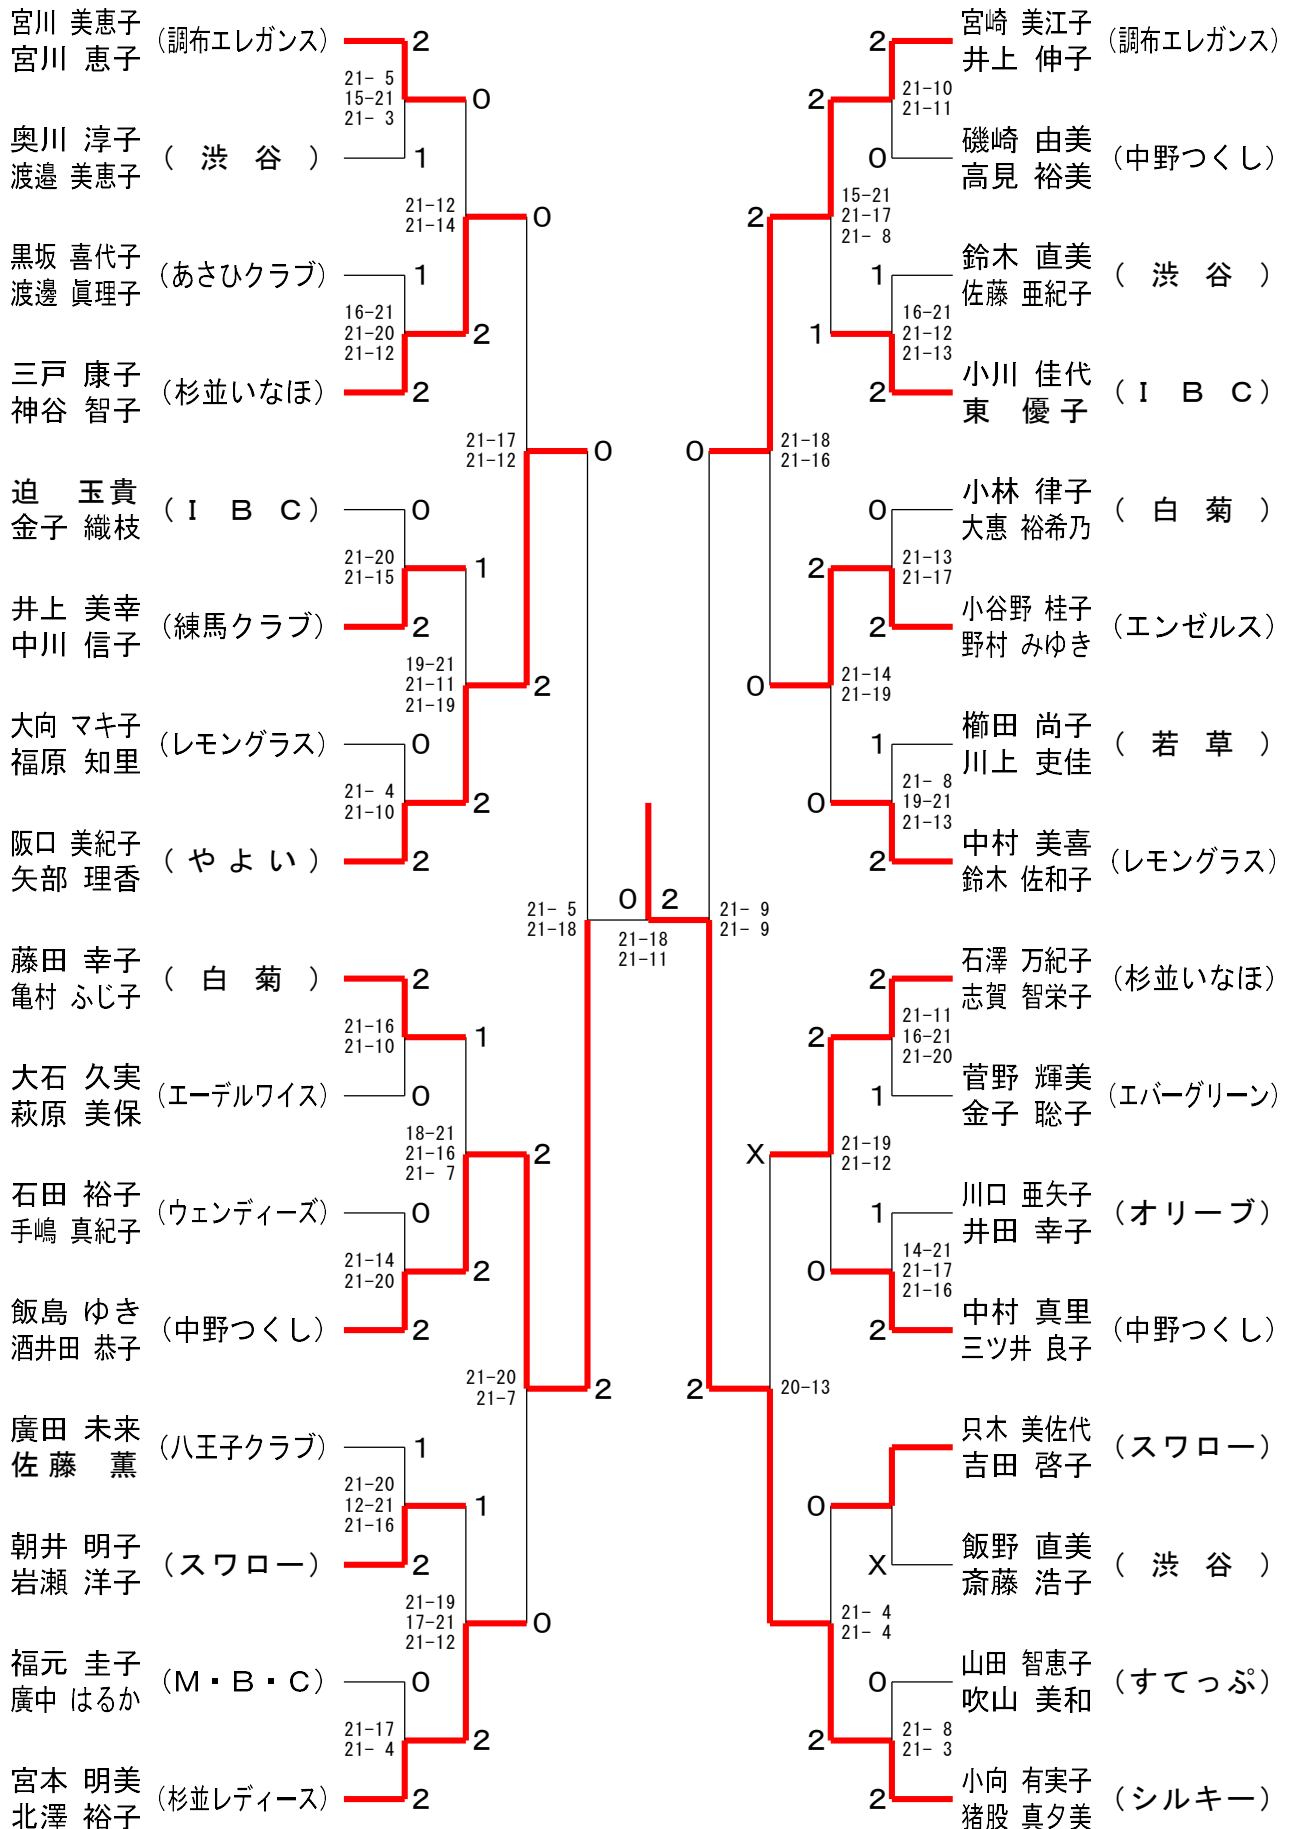 宮川 美恵子
宮川 恵子
(調布エレガンス)
2
21- 5
15-21
21- 3
0
奥川 淳子
渡邉 美恵子
( 渋 谷 )
1
21-12
21-14
0
黒坂 喜代子
渡邊 眞理子
(あさひクラブ)
1
16-21
21-20
21-12
2
三戸 康子
神谷 智子
(杉並いなほ)
2
21-17
21-12
0
迫 玉貴
金子 織枝
( I B C )
0
21-20
21-15
1
井上 美幸
中川 信子
(練馬クラブ)
2
19-21
21-11
21-19
2
大向 マキ子
福原 知里
(レモングラス)
0
21- 4
21-10
2
阪口 美紀子
矢部 理香
( や よ い )
2
21- 5
21-18
藤田 幸子
亀村 ふじ子
( 白 菊 )
2
21-16
21-10
1
大石 久実
萩原 美保
(エーデルワイス)
0
18-21
21-16
21- 7
2
石田 裕子
手嶋 真紀子
(ウェンディーズ)
0
21-14
21-20
2
飯島 ゆき
酒井田 恭子
(中野つくし)
2
21-20
21-7
2
廣田 未来
佐藤 薫
(八王子クラブ)
1
21-20
12-21
21-16
1
朝井 明子
岩瀬 洋子
(スワロー)
2
21-19
17-21
21-12
0
福元 圭子
廣中 はるか
(M・B・C)
0
21-17
21- 4
2
宮本 明美
北澤 裕子
(杉並レディース)
2
0 2
21-18
21-11
宮崎 美江子
井上 伸子
(調布エレガンス)
2
21-10
21-11
2
磯崎 由美
高見 裕美
(中野つくし)
0
15-21
21-17
21- 8
2
鈴木 直美
佐藤 亜紀子
( 渋 谷 )
1
16-21
21-12
21-13
1
小川 佳代
東 優子
( I B C )
2
21-18
21-16
0
小林 律子
大惠 裕希乃
( 白 菊 )
0
21-13
21-17
2
小谷野 桂子
野村 みゆき
(エンゼルス)
2
21-14
21-19
0
櫛田 尚子
川上 吏佳
( 若 草 )
1
21- 8
19-21
21-13
0
中村 美喜
鈴木 佐和子
(レモングラス)
2
21- 9
21- 9
石澤 万紀子
志賀 智栄子
(杉並いなほ)
2
21-11
16-21
21-20
2
菅野 輝美
金子 聡子
(エバーグリーン)
1
21-19
21-12
X
川口 亜矢子
井田 幸子
(オリーブ)
1
14-21
21-17
21-16
0
中村 真里
三ツ井 良子
(中野つくし)
2
20-13
2
只木 美佐代
吉田 啓子
(スワロー)
0
飯野 直美
斎藤 浩子
( 渋 谷 )
X
21- 4
21- 4
山田 智恵子
吹山 美和
(すてっぷ)
0
21- 8
21- 3
2
小向 有実子
猪股 真夕美
(シルキー)
2